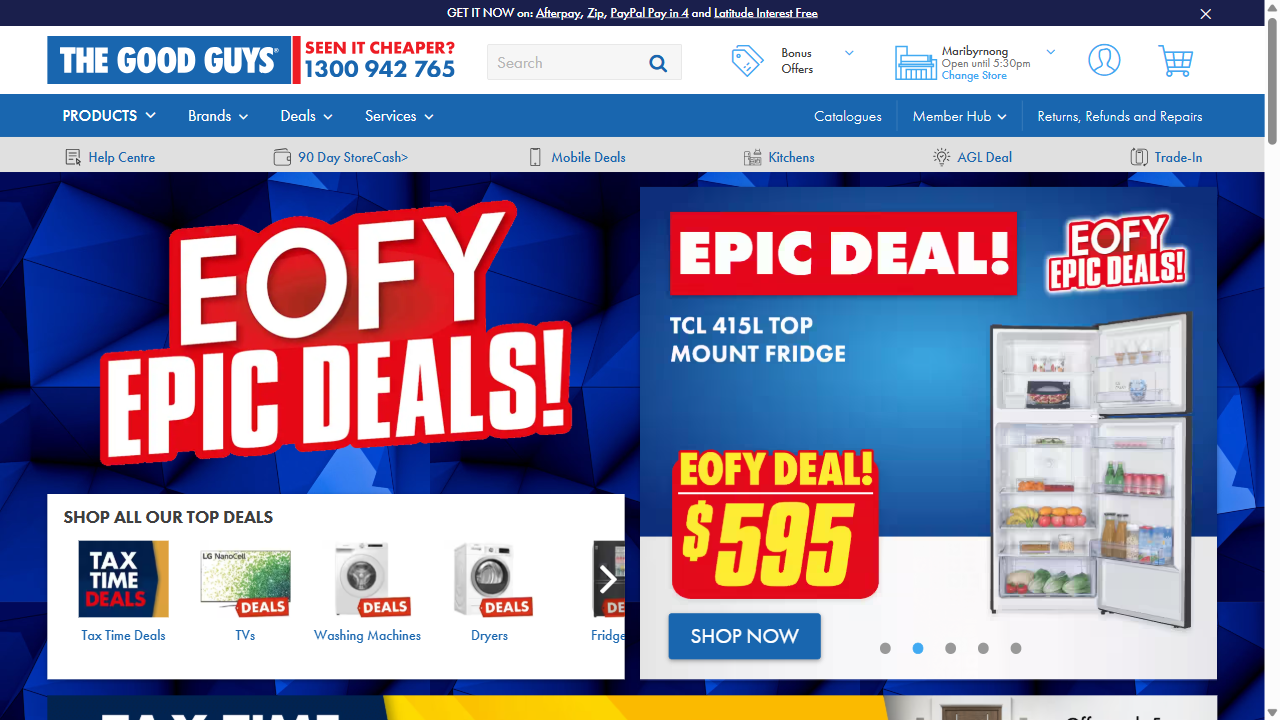 GET IT NOW on: Afterpay, Zip, PayPal Pay in 4 and Latitude Interest Free
THE GOOD GUYS®
SEEN IT CHEAPER?
1300 942 765
Search
Bonus
Offers
Maribyrnong
Open until 5:30pm
Change Store
PRODUCTS
Brands
Deals
Services
Catalogues
Member Hub
Returns, Refunds and Repairs
Help Centre
90 Day StoreCash>
Mobile Deals
Kitchens
AGL Deal
Trade-In
EOFY
EPIC DEALS!
EPIC DEAL!
EOFY
EPIC DEALS!
TCL 415L TOP
MOUNT FRIDGE
EOFY DEAL!
$595
SHOP NOW
SHOP ALL OUR TOP DEALS
TAX
TIME
DEALS
LG NanoCell
DEALS
DEALS
DEALS
DE
Tax Time Deals
TVs
Washing Machines
Dryers
Fridge
TAX TIME